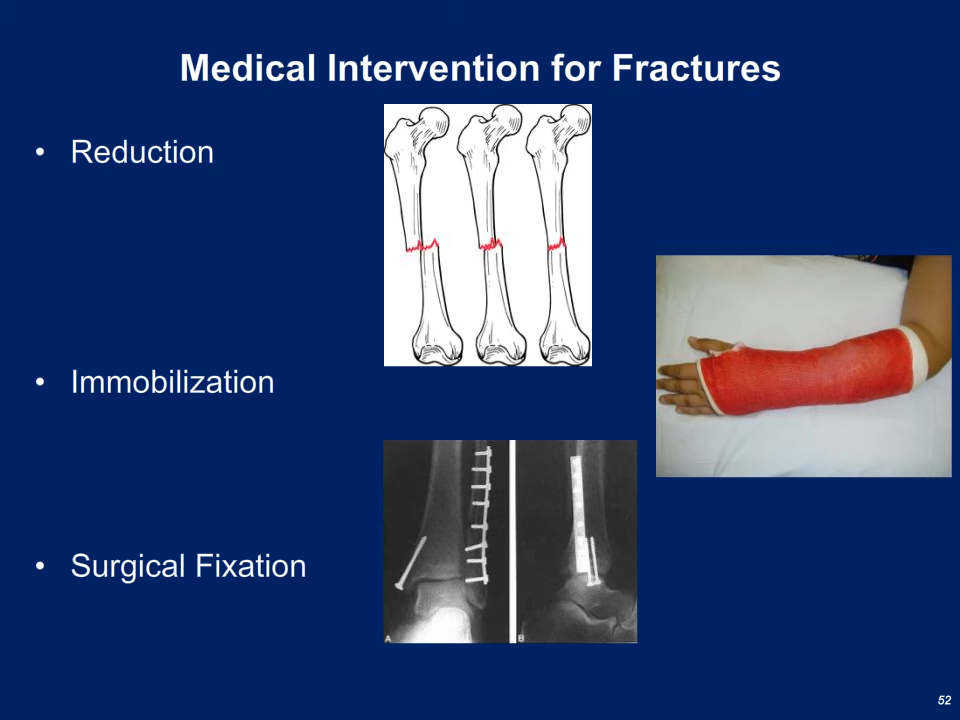 Medical Intervention for Fractures
• Reduction
• Immobilization
• Surgical Fixation
A
B
52